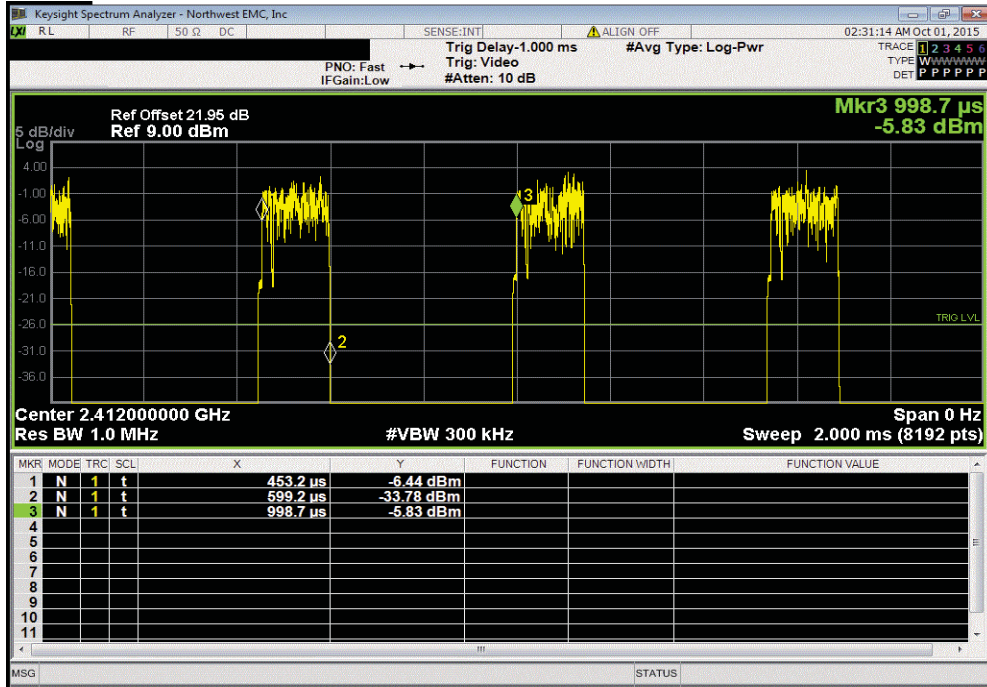 Keysight Spectrum Analyzer - Northwest EMC, Inc
LXI RL RF 50 Ω DC SENSE:INT ALIGN OFF 02:31:14 AM Oct 01, 2015
Trig Delay-1.000 ms #Avg Type: Log-Pwr TRACE 1 2 3 4 5 6
PNO: Fast Trig: Video TYPE WWWWWW
IFGain:Low #Atten: 10 dB DET P P P P P P
Mkr3 998.7 µs
-5.83 dBm
Ref Offset 21.95 dB
5 dB/div Ref 9.00 dBm
Log
4.00
-1.00
-6.00
-11.0
-16.0
-21.0
-26.0
-31.0
-36.0
3
2
TRIG LVL
Center 2.412000000 GHz Span 0 Hz
Res BW 1.0 MHz #VBW 300 kHz Sweep 2.000 ms (8192 pts)
MKR MODE TRC SCL X Y FUNCTION FUNCTION WIDTH FUNCTION VALUE
1 N 1 t 453.2 µs -6.44 dBm
2 N 1 t 599.2 µs -33.78 dBm
3 N 1 t 998.7 µs -5.83 dBm
4
5
6
7
8
9
10
11
MSG STATUS